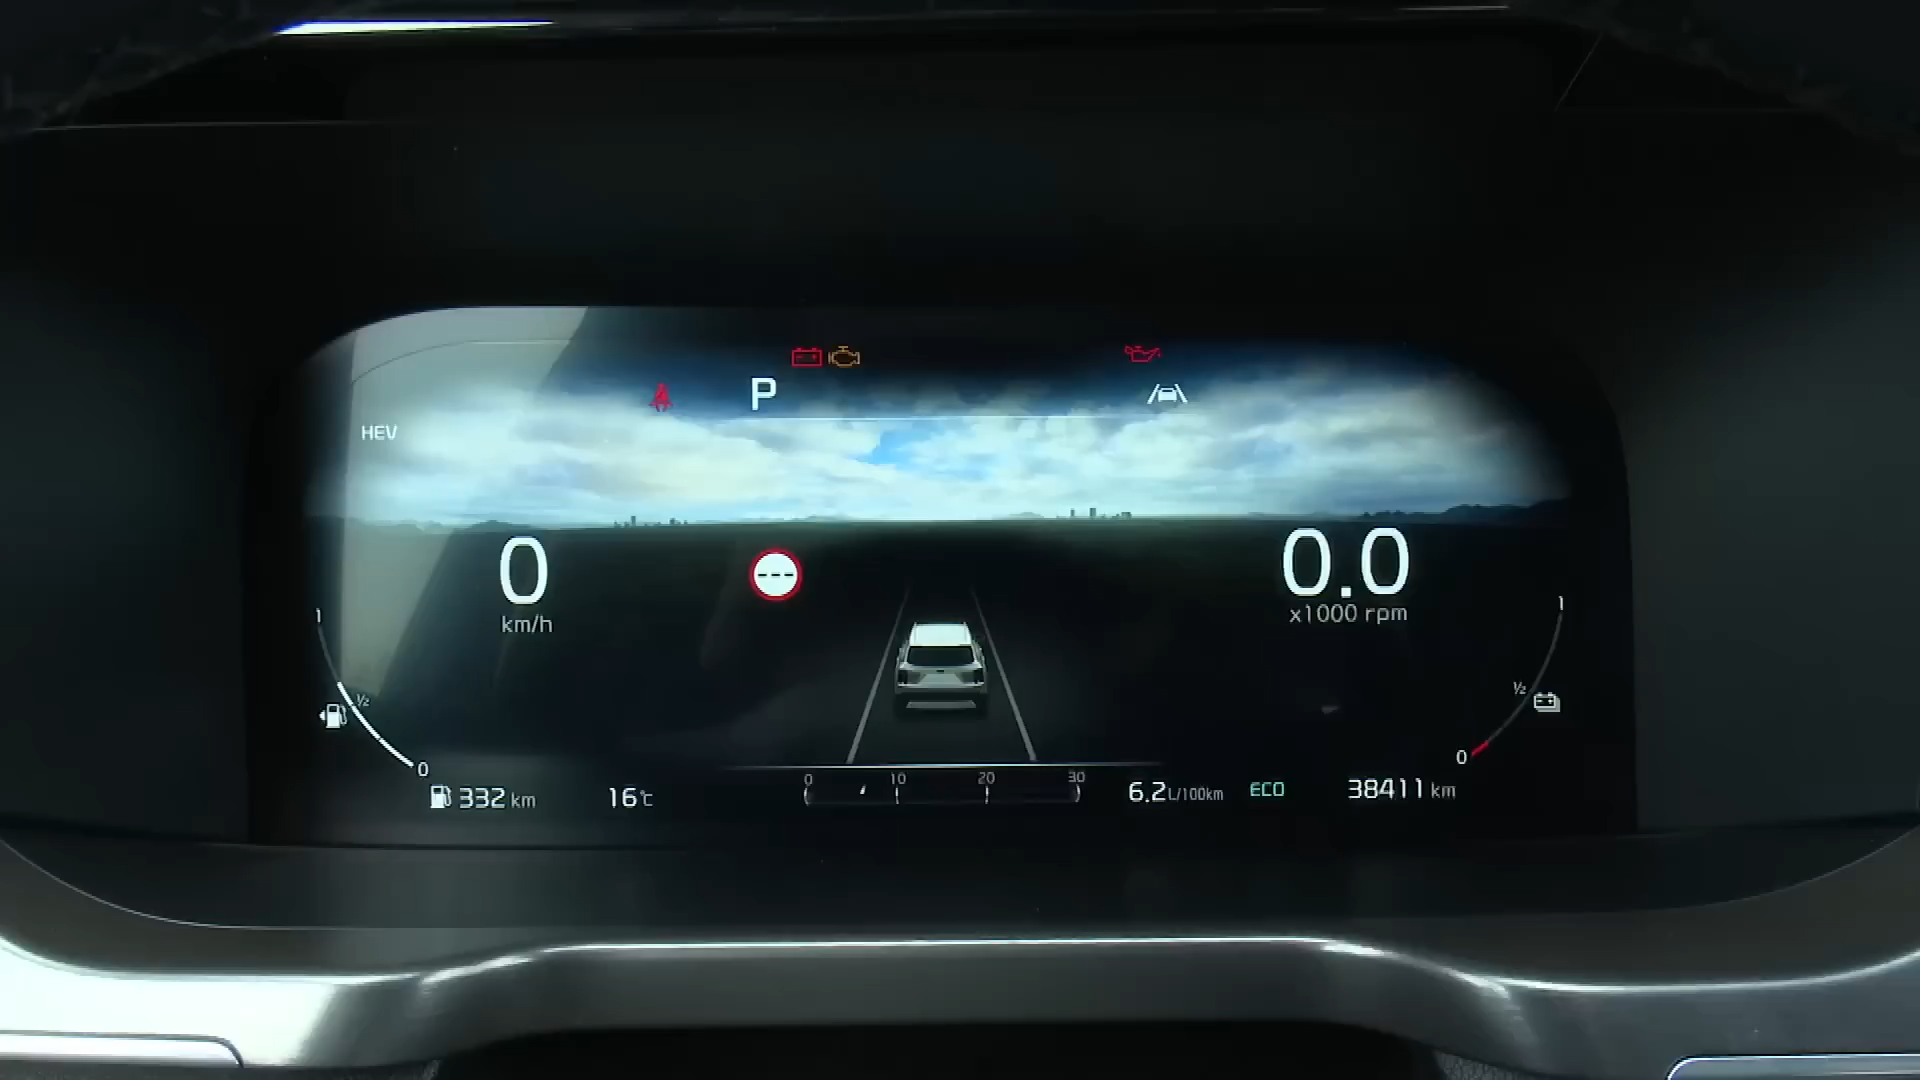 P
HEV
0
km/h
---
0.0
x1000 rpm
1
½
0
1
½
0
332 km
16℃
0 10 20 30
6.2 L/100km
ECO
38411 km